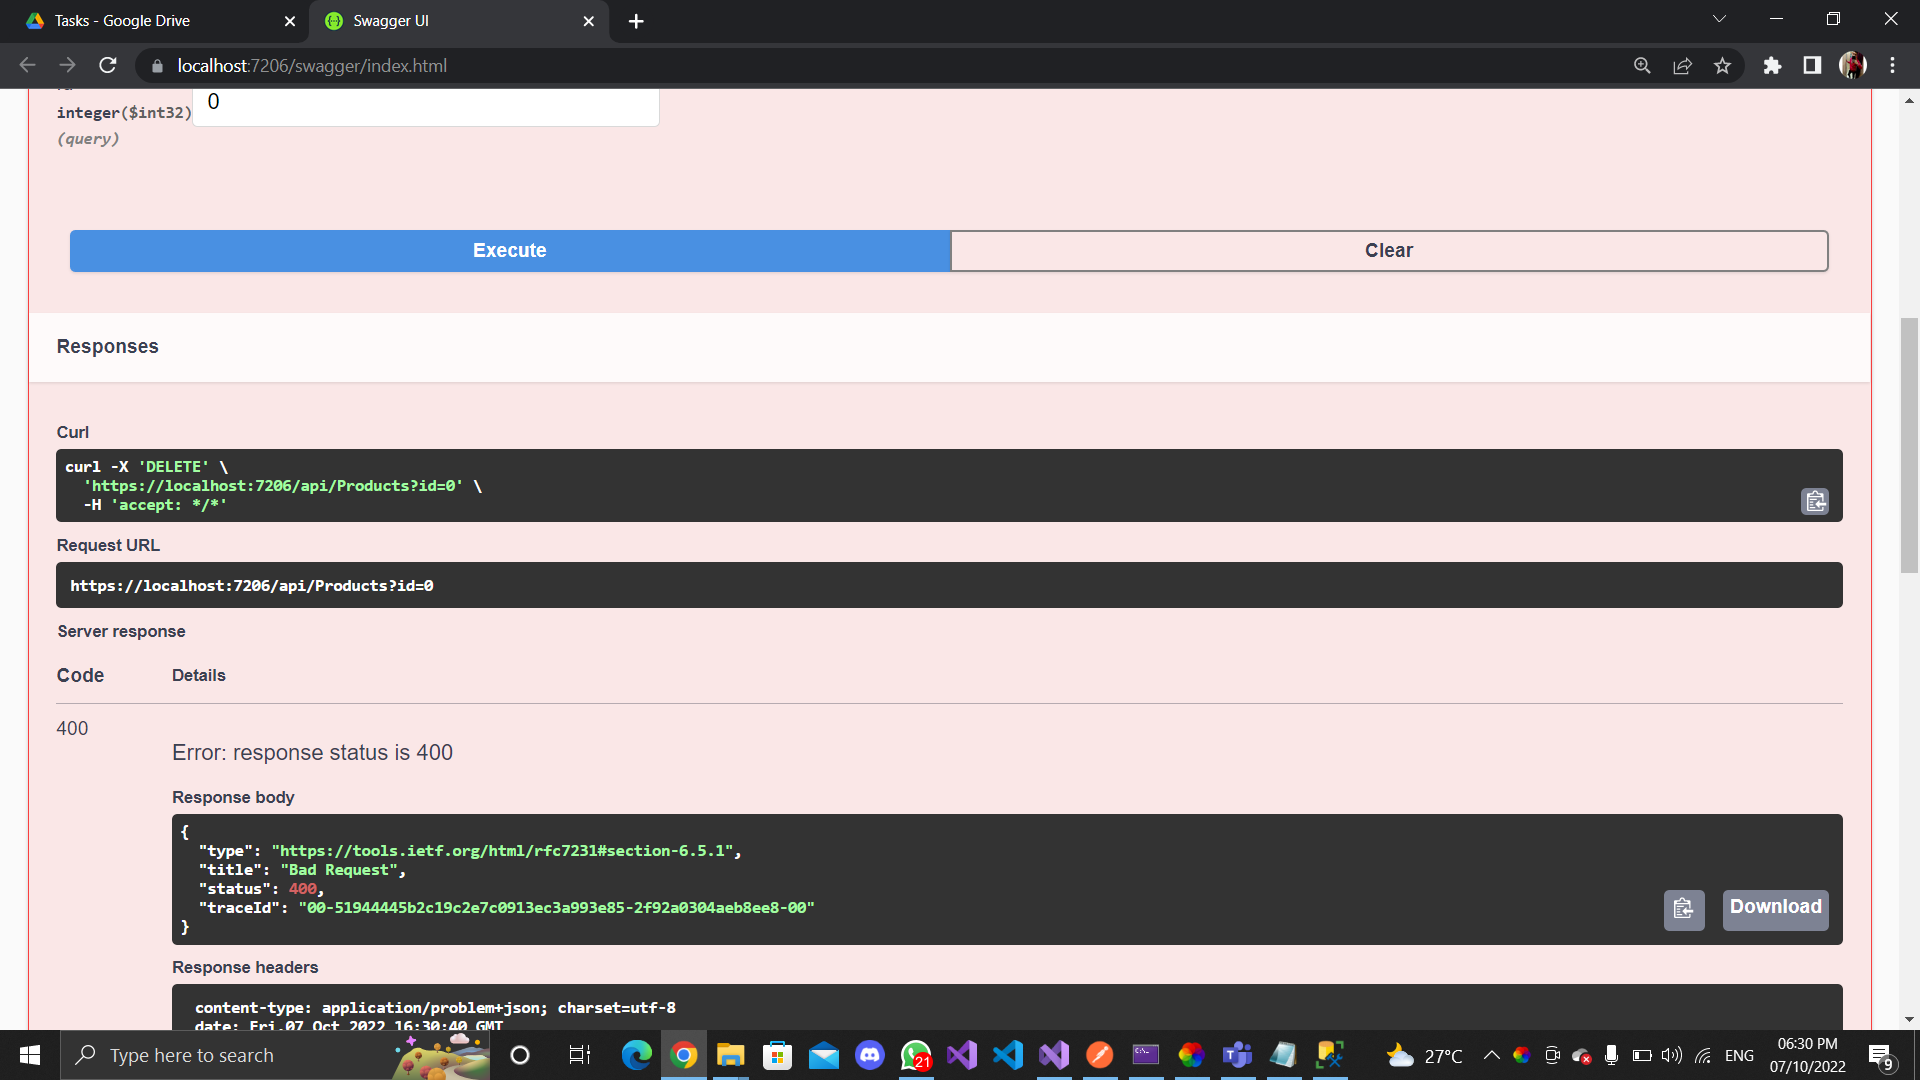 Tasks - Google Drive
Swagger UI
localhost:7206/swagger/index.html
integer($int32)
0
(query)
Execute
Clear
Responses
Curl
curl -X 'DELETE' \
'https://localhost:7206/api/Products?id=0' \
-H 'accept: */*'
Request URL
https://localhost:7206/api/Products?id=0
Server response
Code
Details
400
Error: response status is 400
Response body
{
"type": "https://tools.ietf.org/html/rfc7231#section-6.5.1",
"title": "Bad Request",
"status": 400,
"traceId": "00-51944445b2c19c2e7c0913ec3a993e85-2f92a0304aeb8ee8-00"
}
Download
Response headers
content-type: application/problem+json; charset=utf-8
date: Fri,07 Oct 2022 16:30:40 GMT
Type here to search
21
27°C
ENG
06:30 PM
07/10/2022
9